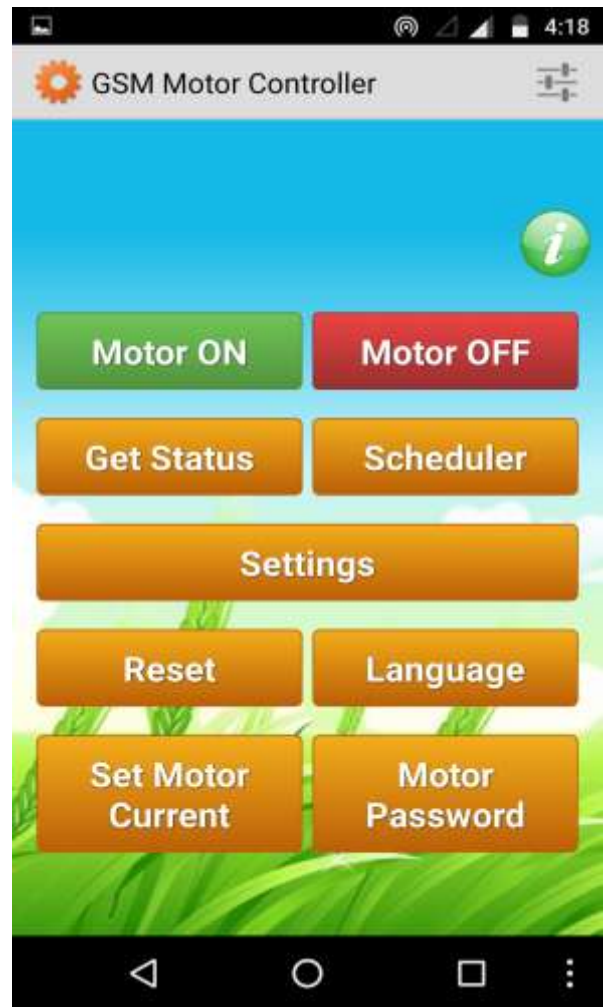 4:18
GSM Motor Controller
i
Motor ON
Motor OFF
Get Status
Scheduler
Settings
Reset
Language
Set Motor
Current
Motor
Password